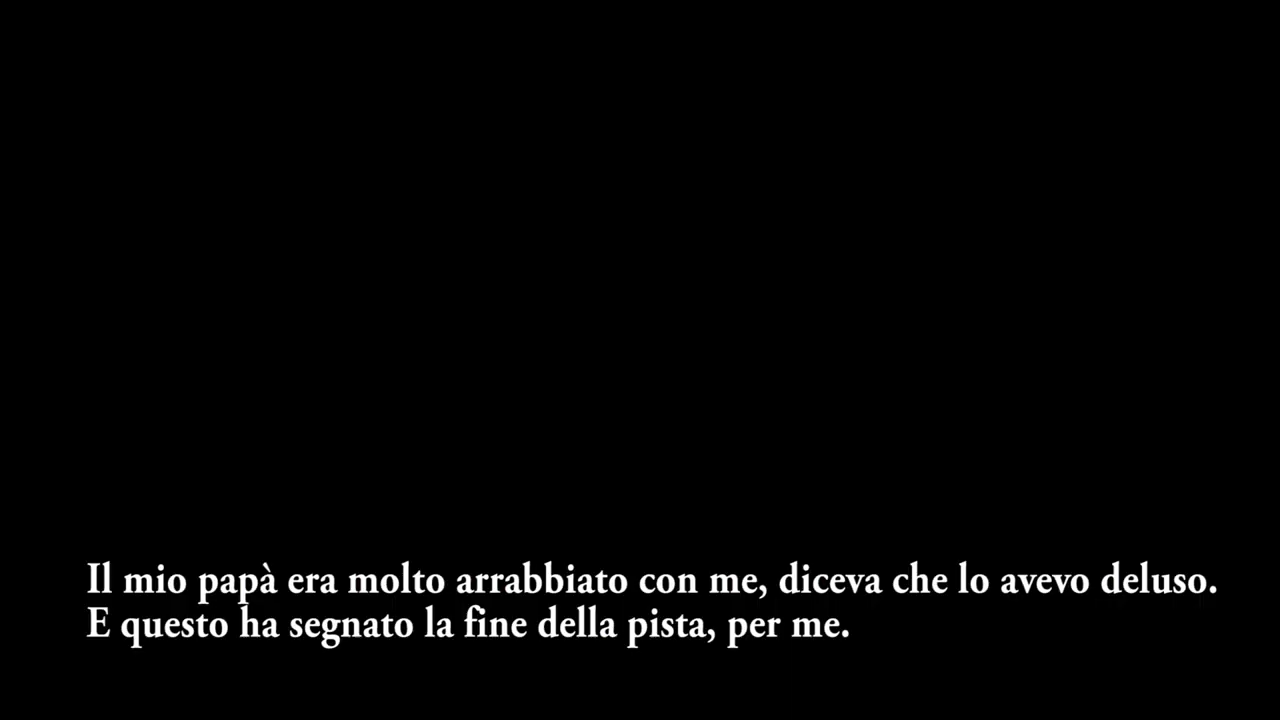 Il mio papà era molto arrabbiato con me, diceva che lo avevo deluso.
E questo ha segnato la fine della pista, per me.